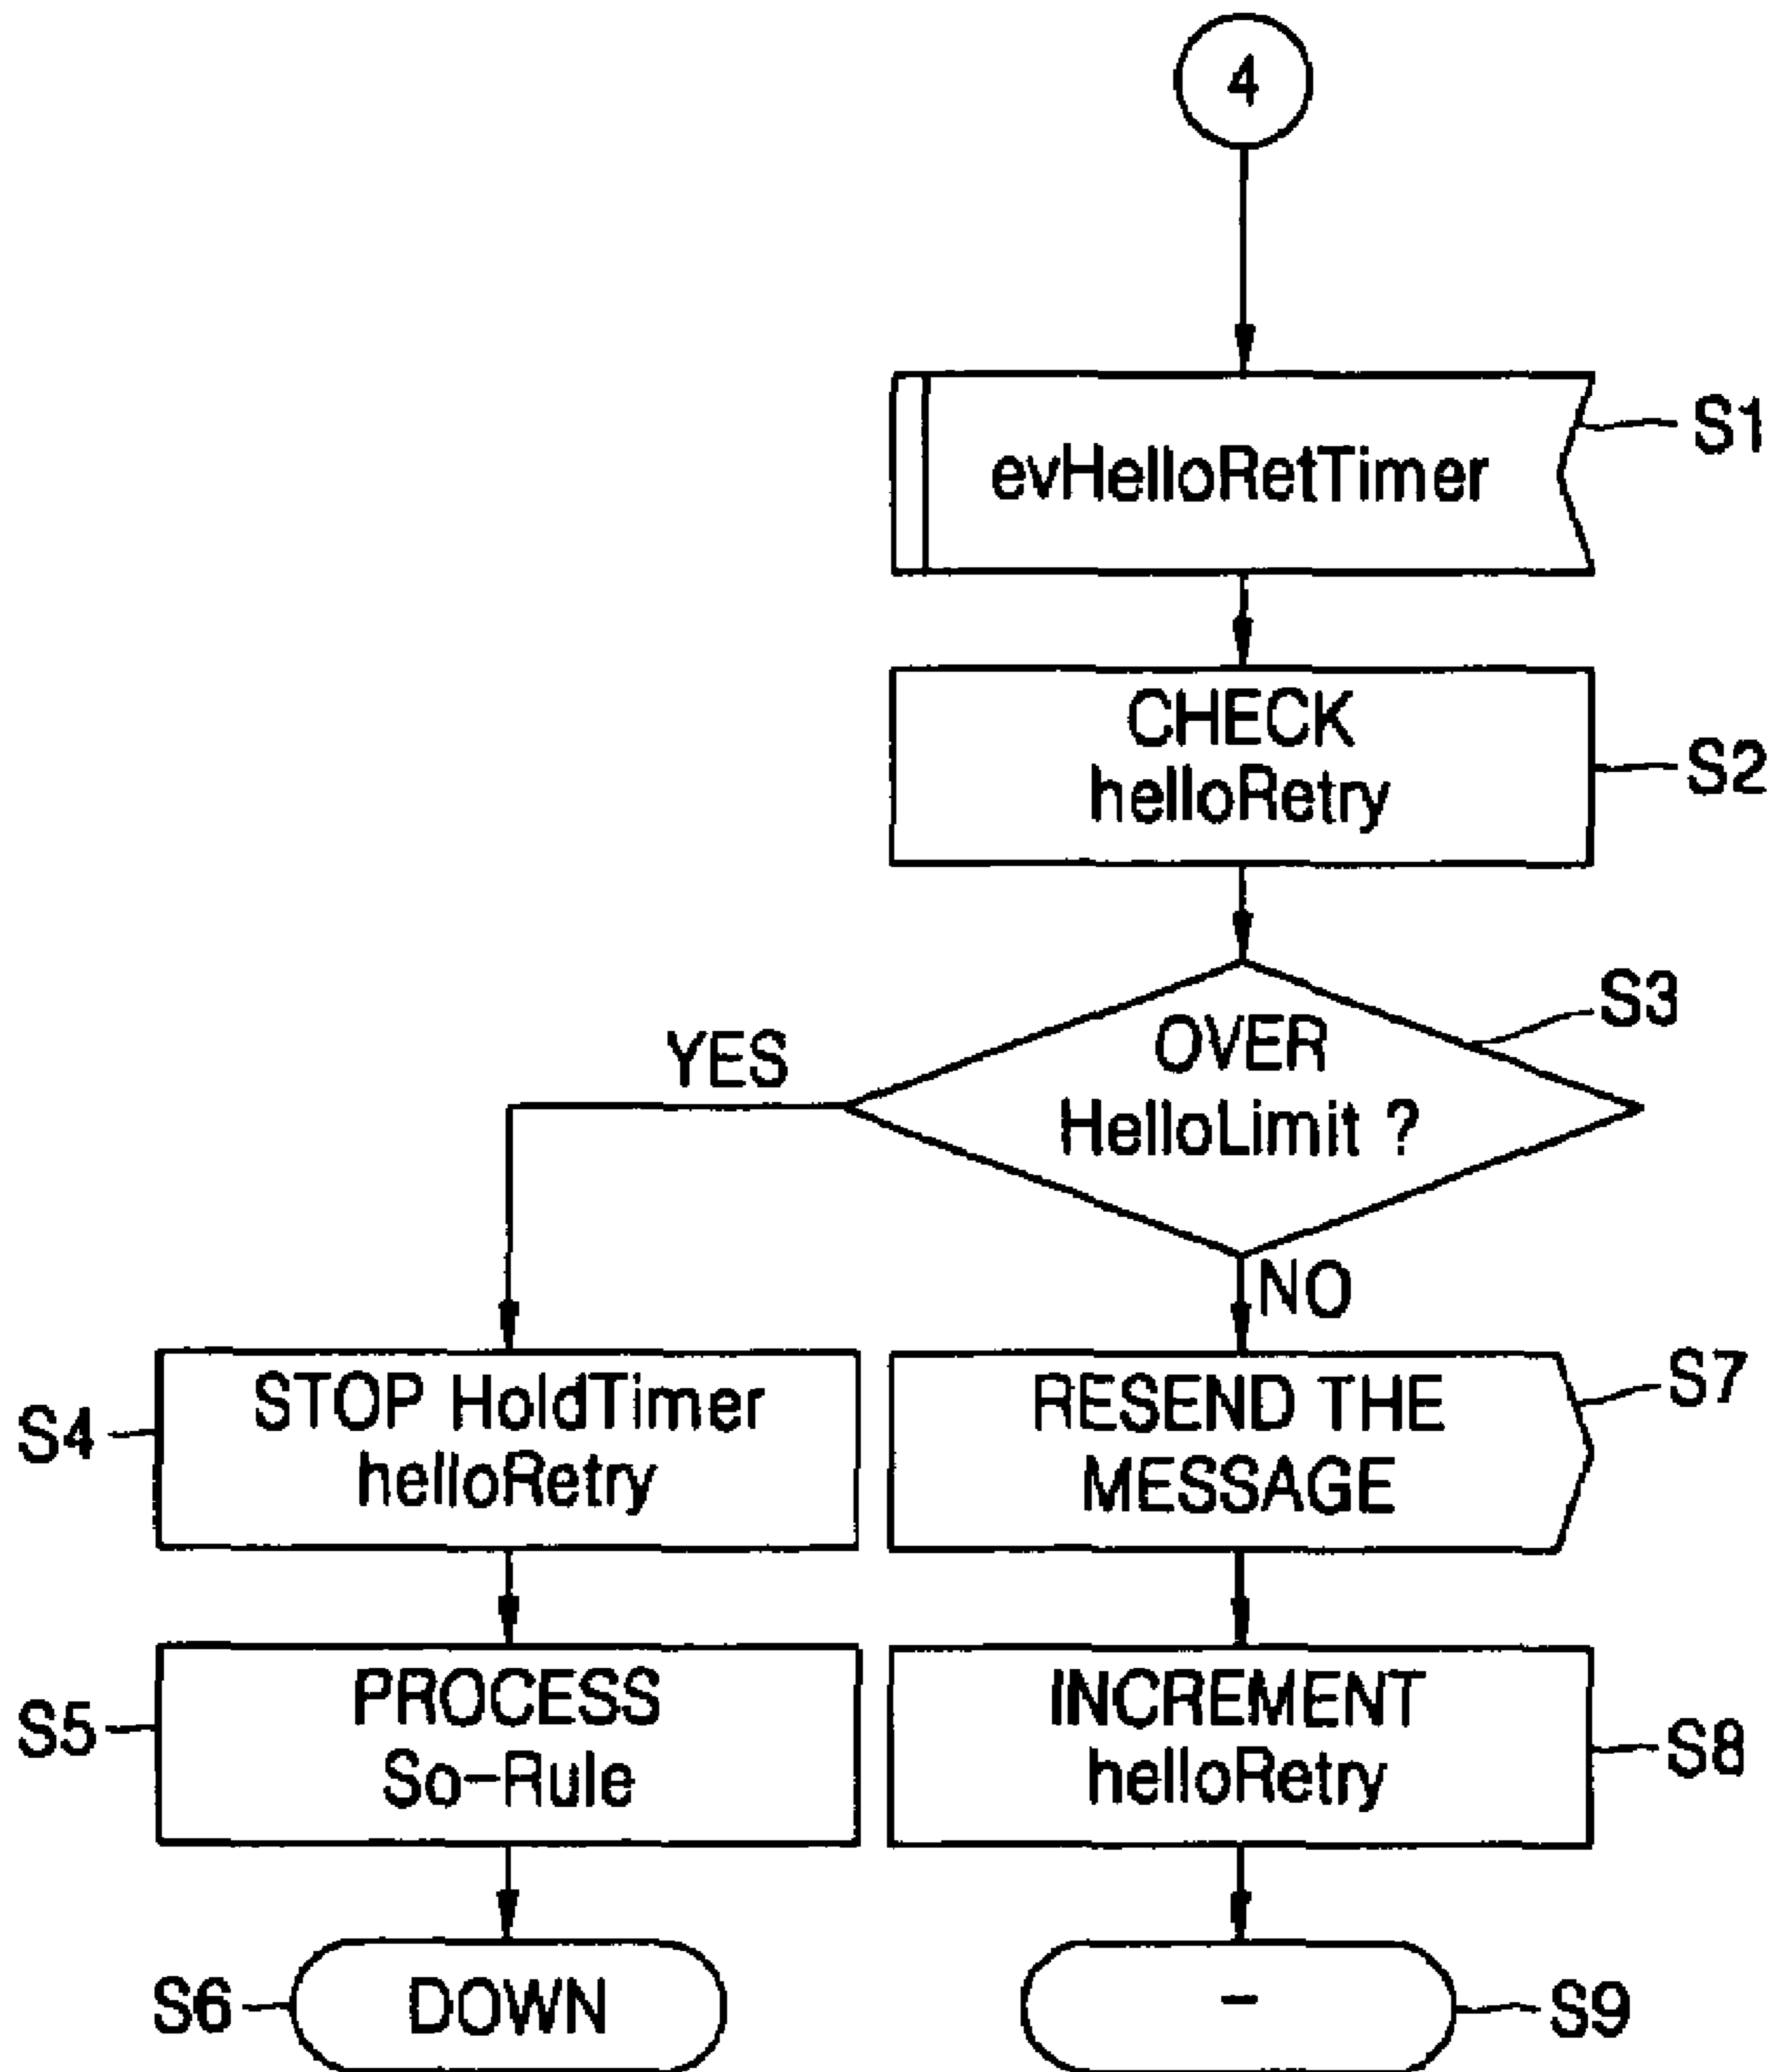 4
evHelloRetTimer
S1
CHECK
helloRetry
S2
OVER
HelloLimit ?
S3
YES
NO
STOP HoldTimer
helloRetry
S4
RESEND THE
MESSAGE
S7
PROCESS
So-Rule
S5
INCREMENT
helloRetry
S8
DOWN
S6
-
S9